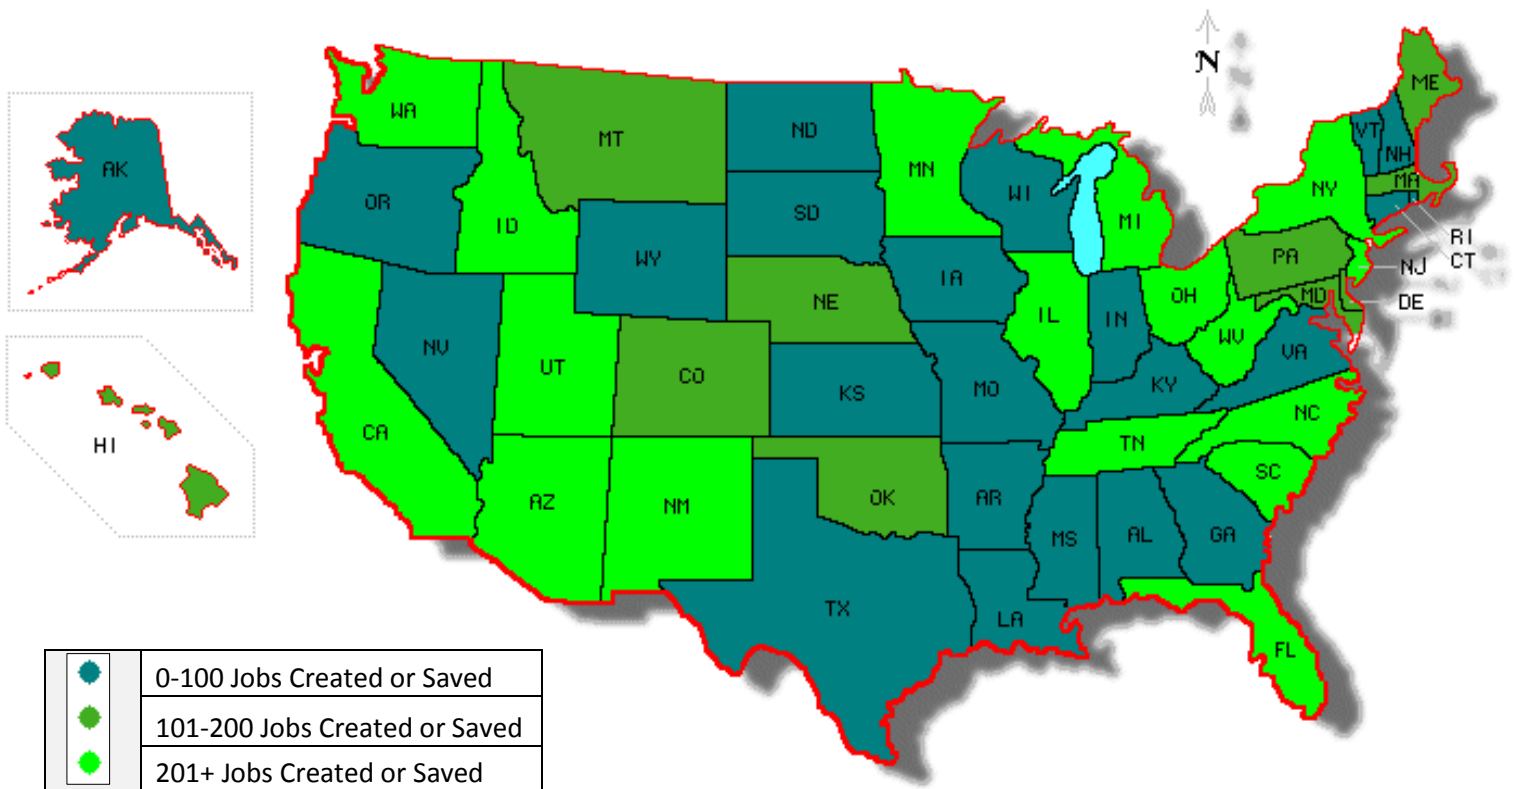 N
ME
WA
VT
NH
MT
ND
MN
AK
MA
WI
NY
OR
SD
MI
ID
RI
WY
PA
CT
NJ
IA
OH
MD
NE
DE
IL
IN
WV
NV
VA
UT
CO
KS
KY
MO
NC
CA
TN
HI
SC
AZ
NM
OK
AR
MS
AL
GA
TX
LA
FL
0-100 Jobs Created or Saved
101-200 Jobs Created or Saved
201+ Jobs Created or Saved